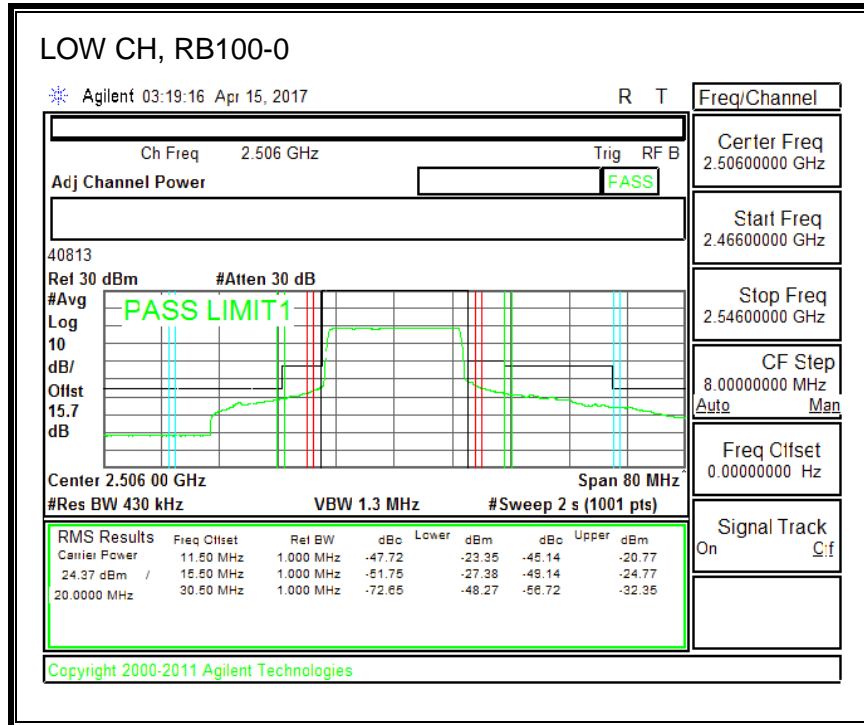 LOW CH, RB100-0
Agilent 03:19:16 Apr 15, 2017 R T
Freq/Channel
Ch Freq 2.506 GHz Trig RF B
Adj Channel Power PASS
Center Freq
2.50600000 GHz
Start Freq
2.46600000 GHz
40813
Ref 30 dBm #Atten 30 dB
#Avg
Log
10
dB/
Offst
15.7
dB
PASS LIMIT1
Stop Freq
2.54600000 GHz
CF Step
8.00000000 MHz
Auto Man
Freq Offset
0.00000000 Hz
Center 2.506 00 GHz Span 80 MHz
#Res BW 430 kHz VBW 1.3 MHz #Sweep 2 s (1001 pts)
Signal Track
On Off
RMS Results Freq Offset Ref BW dBc Lower dBm dBc Upper dBm
Carrier Power 11.50 MHz 1.000 MHz -47.72 -23.35 -45.14 -20.77
24.37 dBm / 15.50 MHz 1.000 MHz -51.75 -27.38 -49.14 -24.77
20.0000 MHz 30.50 MHz 1.000 MHz -72.65 -48.27 -56.72 -32.35
Copyright 2000-2011 Agilent Technologies